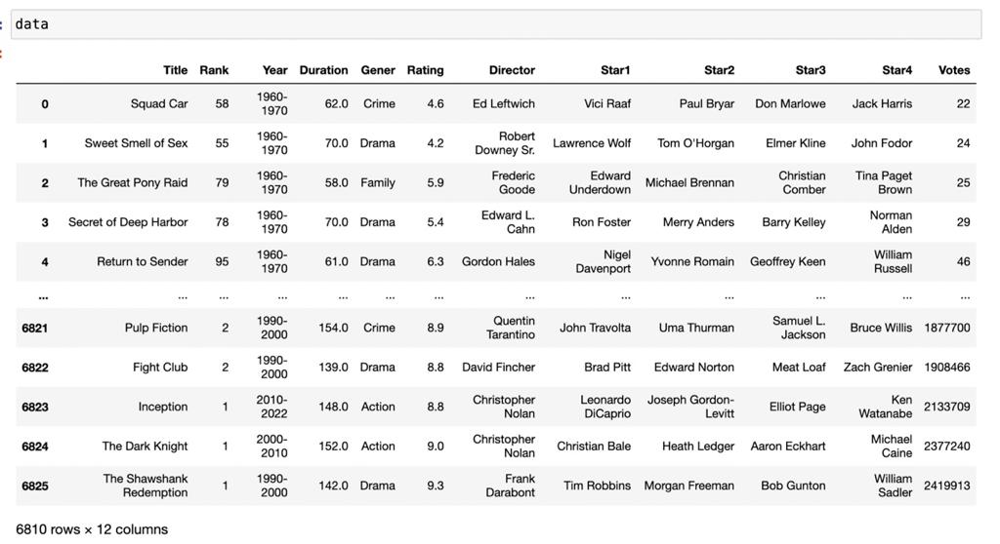 data
Title Rank Year Duration Gener Rating Director Star1 Star2 Star3 Star4 Votes
0 Squad Car 58 1960-1970 62.0 Crime 4.6 Ed Leftwich Vici Raaf Paul Bryar Don Marlowe Jack Harris 22
1 Sweet Smell of Sex 55 1960-1970 70.0 Drama 4.2 Robert Downey Sr. Lawrence Wolf Tom O'Horgan Elmer Kline John Fodor 24
2 The Great Pony Raid 79 1960-1970 58.0 Family 5.9 Frederic Goode Edward Underdown Michael Brennan Christian Comber Tina Paget Brown 25
3 Secret of Deep Harbor 78 1960-1970 70.0 Drama 5.4 Edward L. Cahn Ron Foster Merry Anders Barry Kelley Norman Alden 29
4 Return to Sender 95 1960-1970 61.0 Drama 6.3 Gordon Hales Nigel Davenport Yvonne Romain Geoffrey Keen William Russell 46
... ... ... ... ... ... ... ... ... ... ... ... ...
6821 Pulp Fiction 2 1990-2000 154.0 Crime 8.9 Quentin Tarantino John Travolta Uma Thurman Samuel L. Jackson Bruce Willis 1877700
6822 Fight Club 2 1990-2000 139.0 Drama 8.8 David Fincher Brad Pitt Edward Norton Meat Loaf Zach Grenier 1908466
6823 Inception 1 2010-2022 148.0 Action 8.8 Christopher Nolan Leonardo DiCaprio Joseph Gordon-Levitt Elliot Page Ken Watanabe 2133709
6824 The Dark Knight 1 2000-2010 152.0 Action 9.0 Christopher Nolan Christian Bale Heath Ledger Aaron Eckhart Michael Caine 2377240
6825 The Shawshank Redemption 1 1990-2000 142.0 Drama 9.3 Frank Darabont Tim Robbins Morgan Freeman Bob Gunton William Sadler 2419913
6810 rows × 12 columns